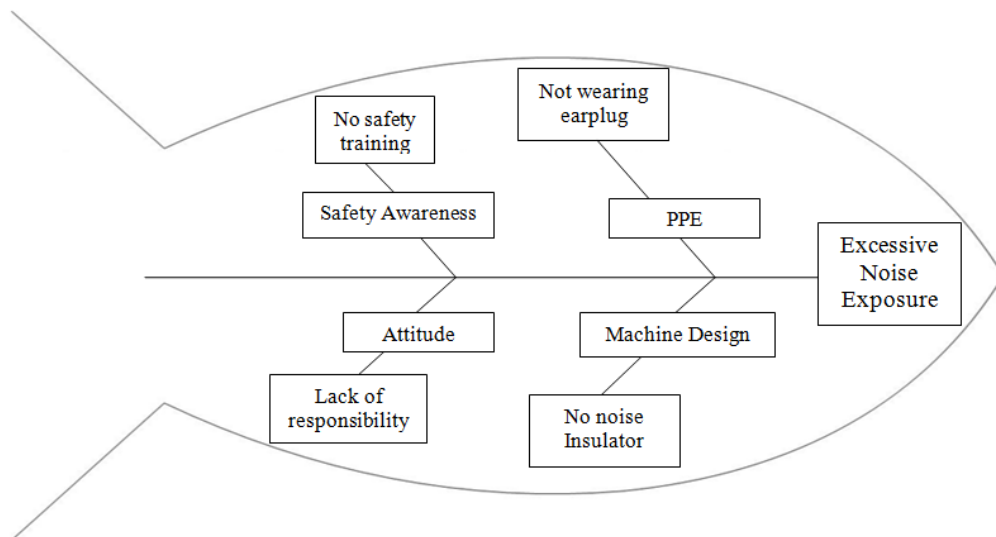 No safety
training
Not wearing
earplug
Safety Awareness
PPE
Excessive
Noise
Exposure
Attitude
Machine Design
Lack of
responsibility
No noise
Insulator